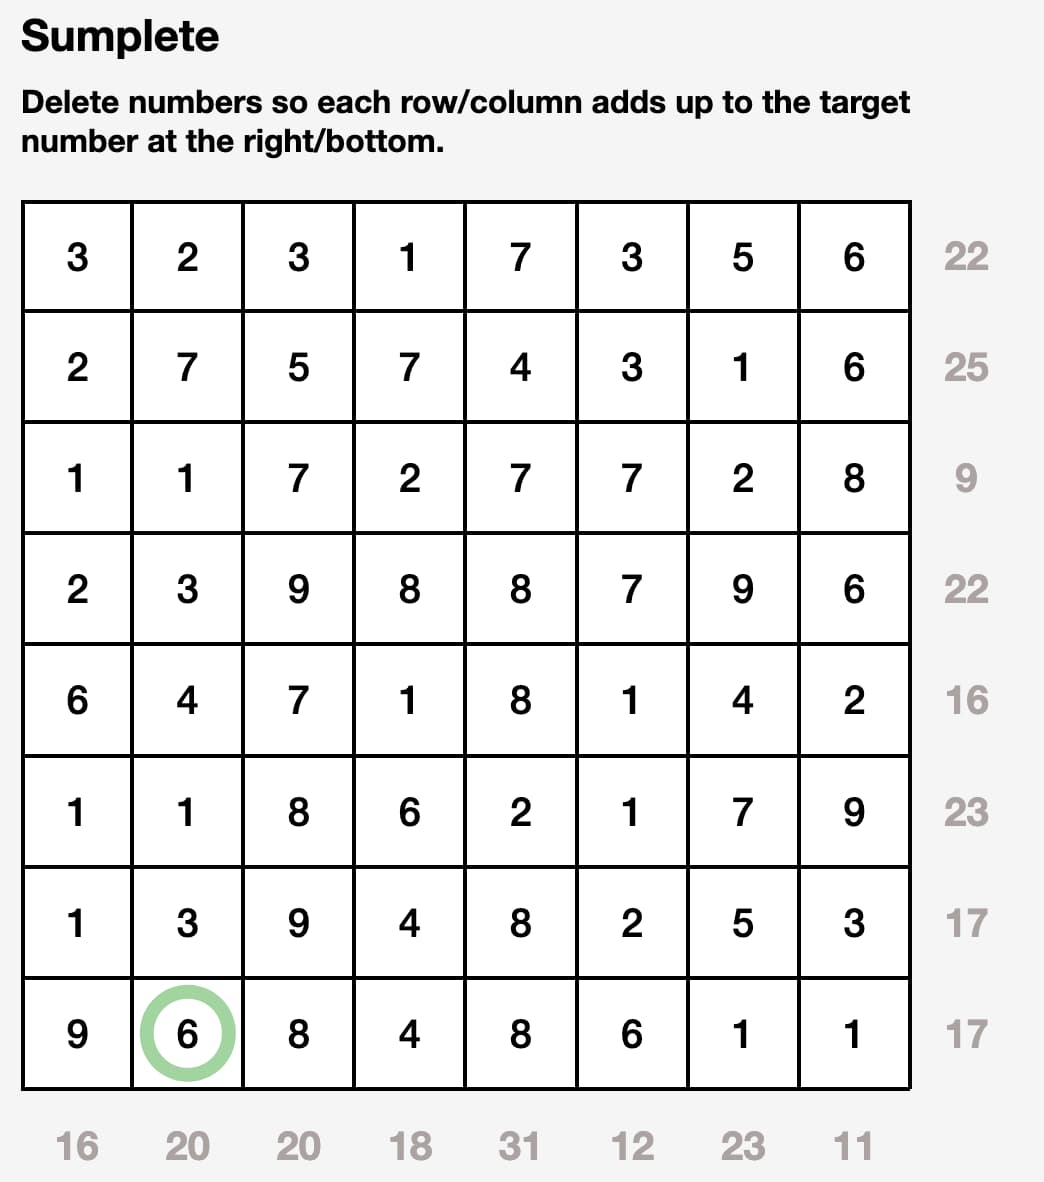 Sumplete
Delete numbers so each row/column adds up to the target
number at the right/bottom.
3 2 3 1 7 3 5 6 22
2 7 5 7 4 3 1 6 25
1 1 7 2 7 7 2 8 9
2 3 9 8 8 7 9 6 22
6 4 7 1 8 1 4 2 16
1 1 8 6 2 1 7 9 23
1 3 9 4 8 2 5 3 17
9 6 8 4 8 6 1 1 17
16 20 20 18 31 12 23 11